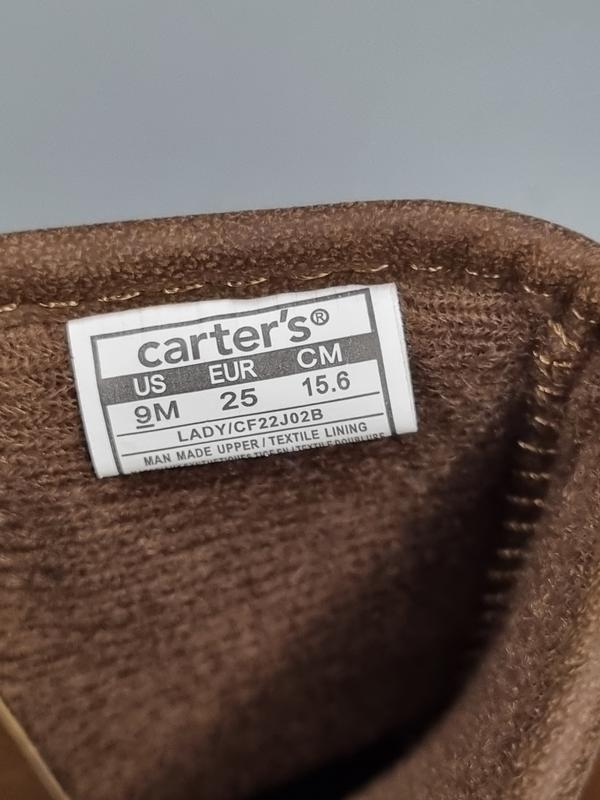 carter's®
US EUR CM
9M 25 15.6
LADY/CF22J02B
MAN MADE UPPER/TEXTILE LINING